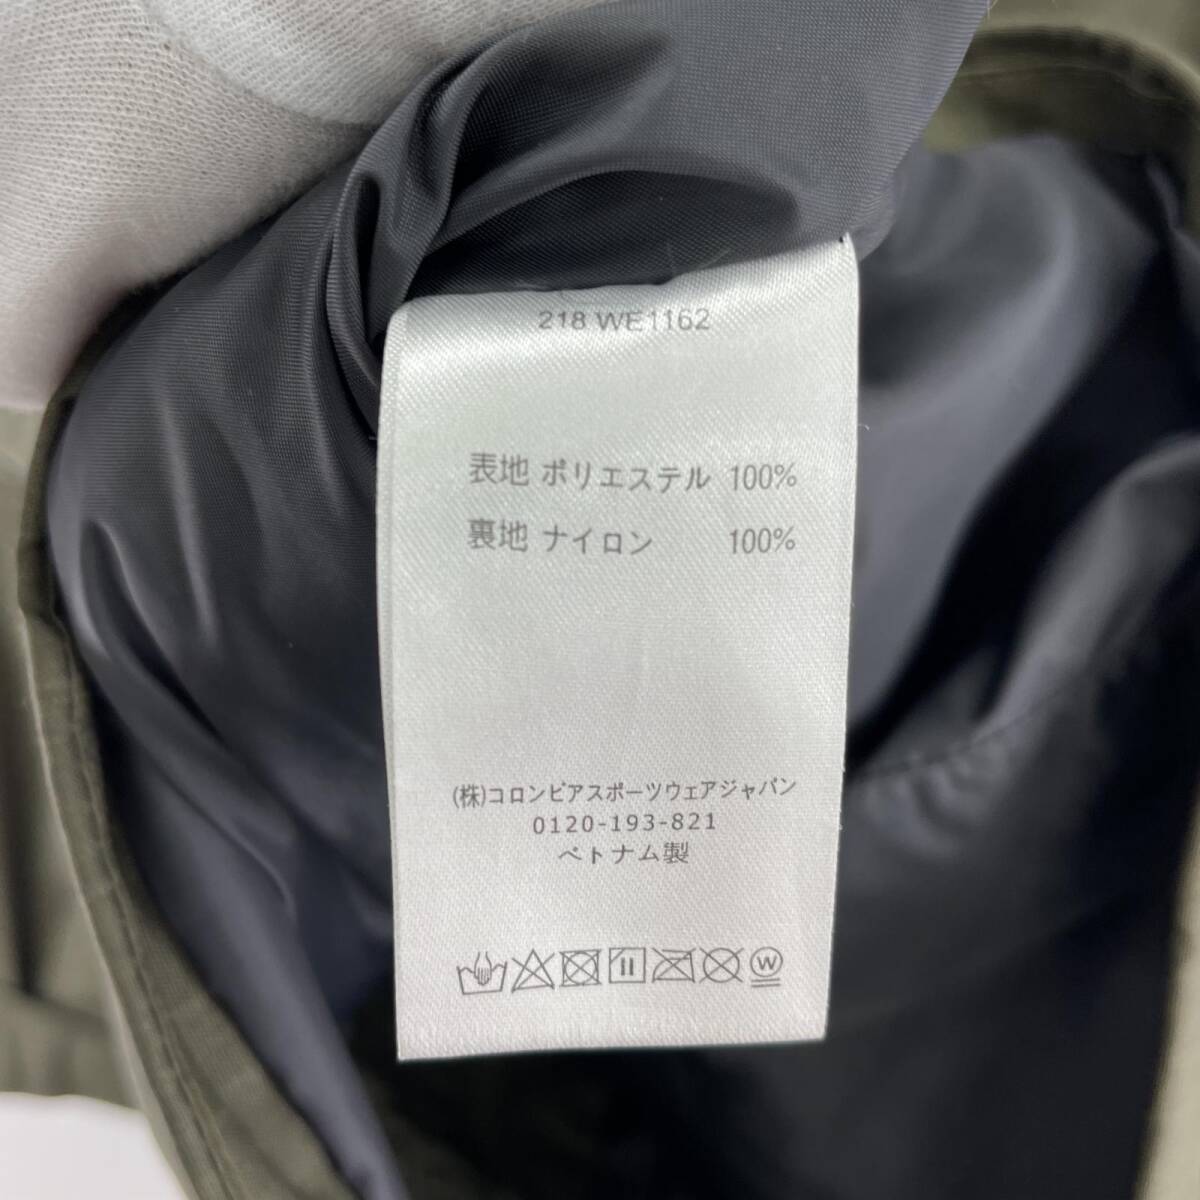 218 WE1162
表地 ポリエステル 100%
裏地 ナイロン 100%
(株)コロンビアスポーツウェアジャパン
0120-193-821
ベトナム製
W